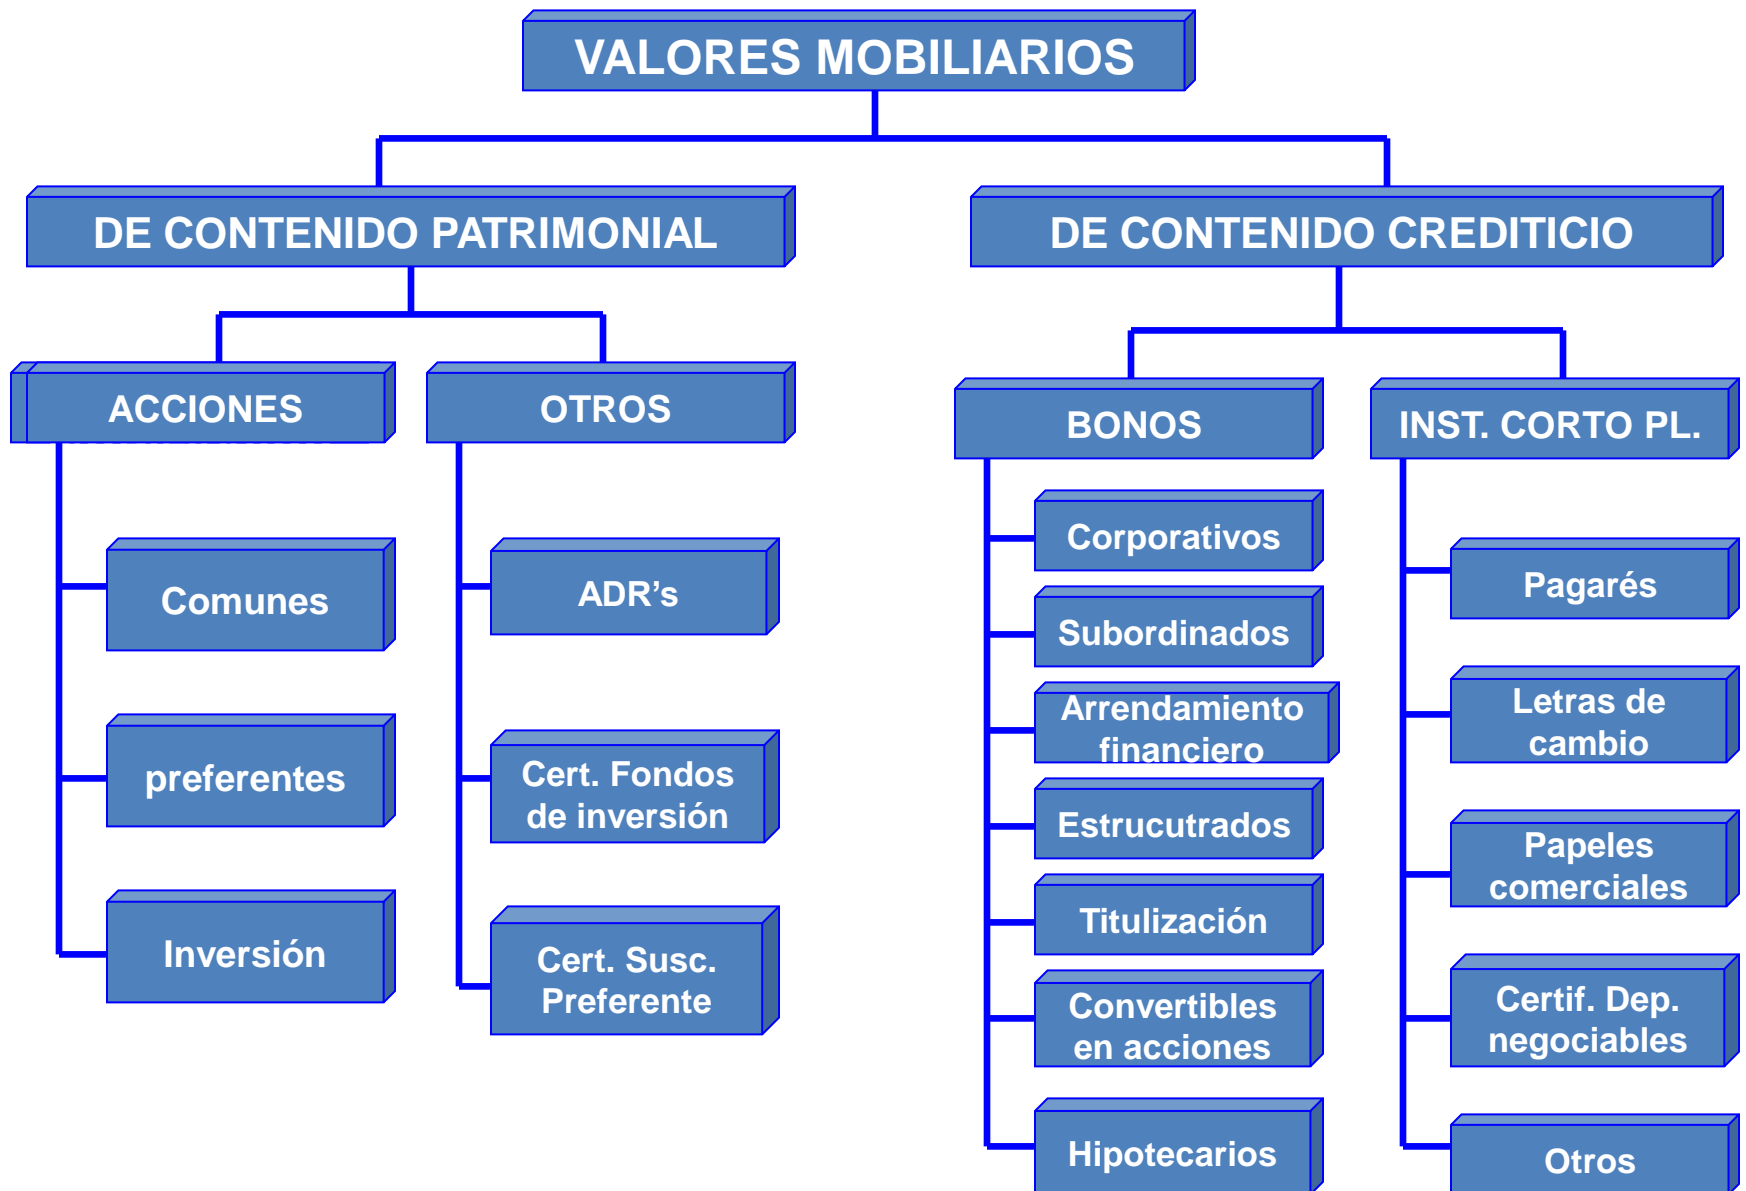 VALORES MOBILIARIOS
DE CONTENIDO PATRIMONIAL
DE CONTENIDO CREDITICIO
ACCIONES
OTROS
BONOS
INST. CORTO PL.
Comunes
preferentes
Inversión
ADR’s
Cert. Fondos
de inversión
Cert. Susc.
Preferente
Corporativos
Subordinados
Arrendamiento
financiero
Estrucutrados
Titulización
Convertibles
en acciones
Hipotecarios
Pagarés
Letras de
cambio
Papeles
comerciales
Certif. Dep.
negociables
Otros